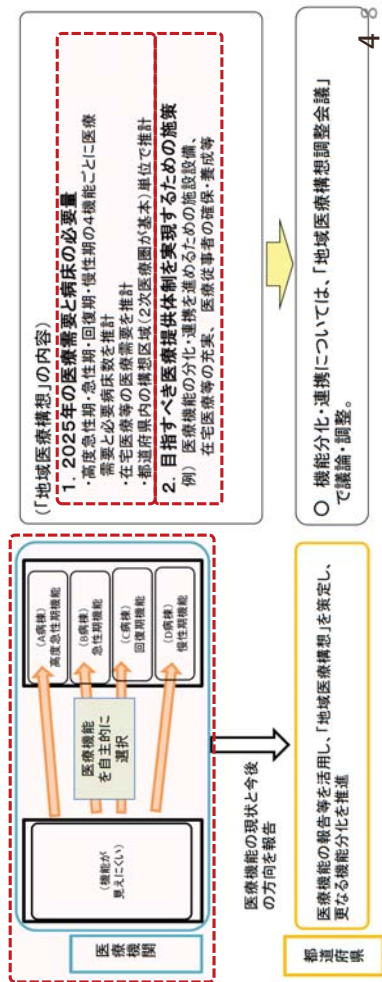 医療機関
（機能が
見えにくい）
医療機能
を自主的に
選択
（A病棟）
高度急性期機能
（B病棟）
急性期機能
（C病棟）
回復期機能
（D病棟）
慢性期機能
医療機能の現状と今後
の方向を報告
都道府県
医療機能の報告等を活用し、「地域医療構想」を策定し、
更なる機能分化を推進
（「地域医療構想」の内容）
1. 2025年の医療需要と病床の必要量
・高度急性期・急性期・回復期・慢性期の4機能ごとに医療
需要と必要病床数を推計
・在宅医療等の医療需要を推計
・都道府県内の構想区域（2次医療圏が基本）単位で推計
2. 目指すべき医療提供体制を実現するための施策
例） 医療機能の分化・連携を進めるための施設設備、
在宅医療等の充実、医療従事者の確保・養成等
○ 機能分化・連携については、「地域医療構想調整会議」
で議論・調整。
8
4